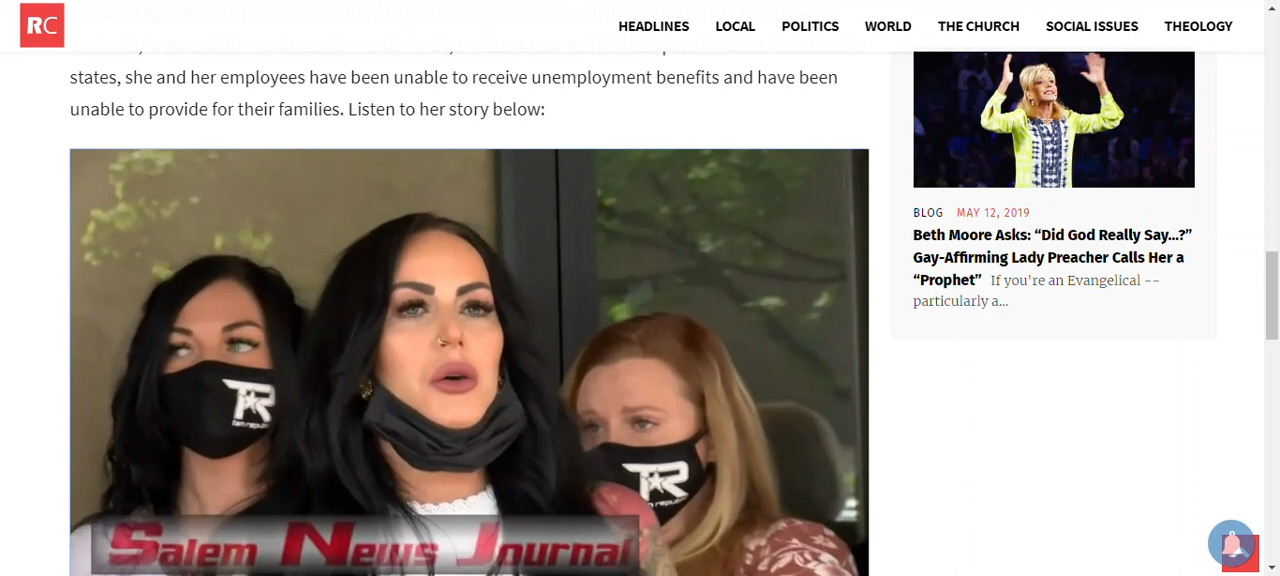 RC
HEADLINES LOCAL POLITICS WORLD THE CHURCH SOCIAL ISSUES THEOLOGY
states, she and her employees have been unable to receive unemployment benefits and have been
unable to provide for their families. Listen to her story below:
TR
TR
Salem News Journal
BLOG MAY 12, 2019
Beth Moore Asks: “Did God Really Say...?”
Gay-Affirming Lady Preacher Calls Her a
“Prophet” If you're an Evangelical --
particularly a...